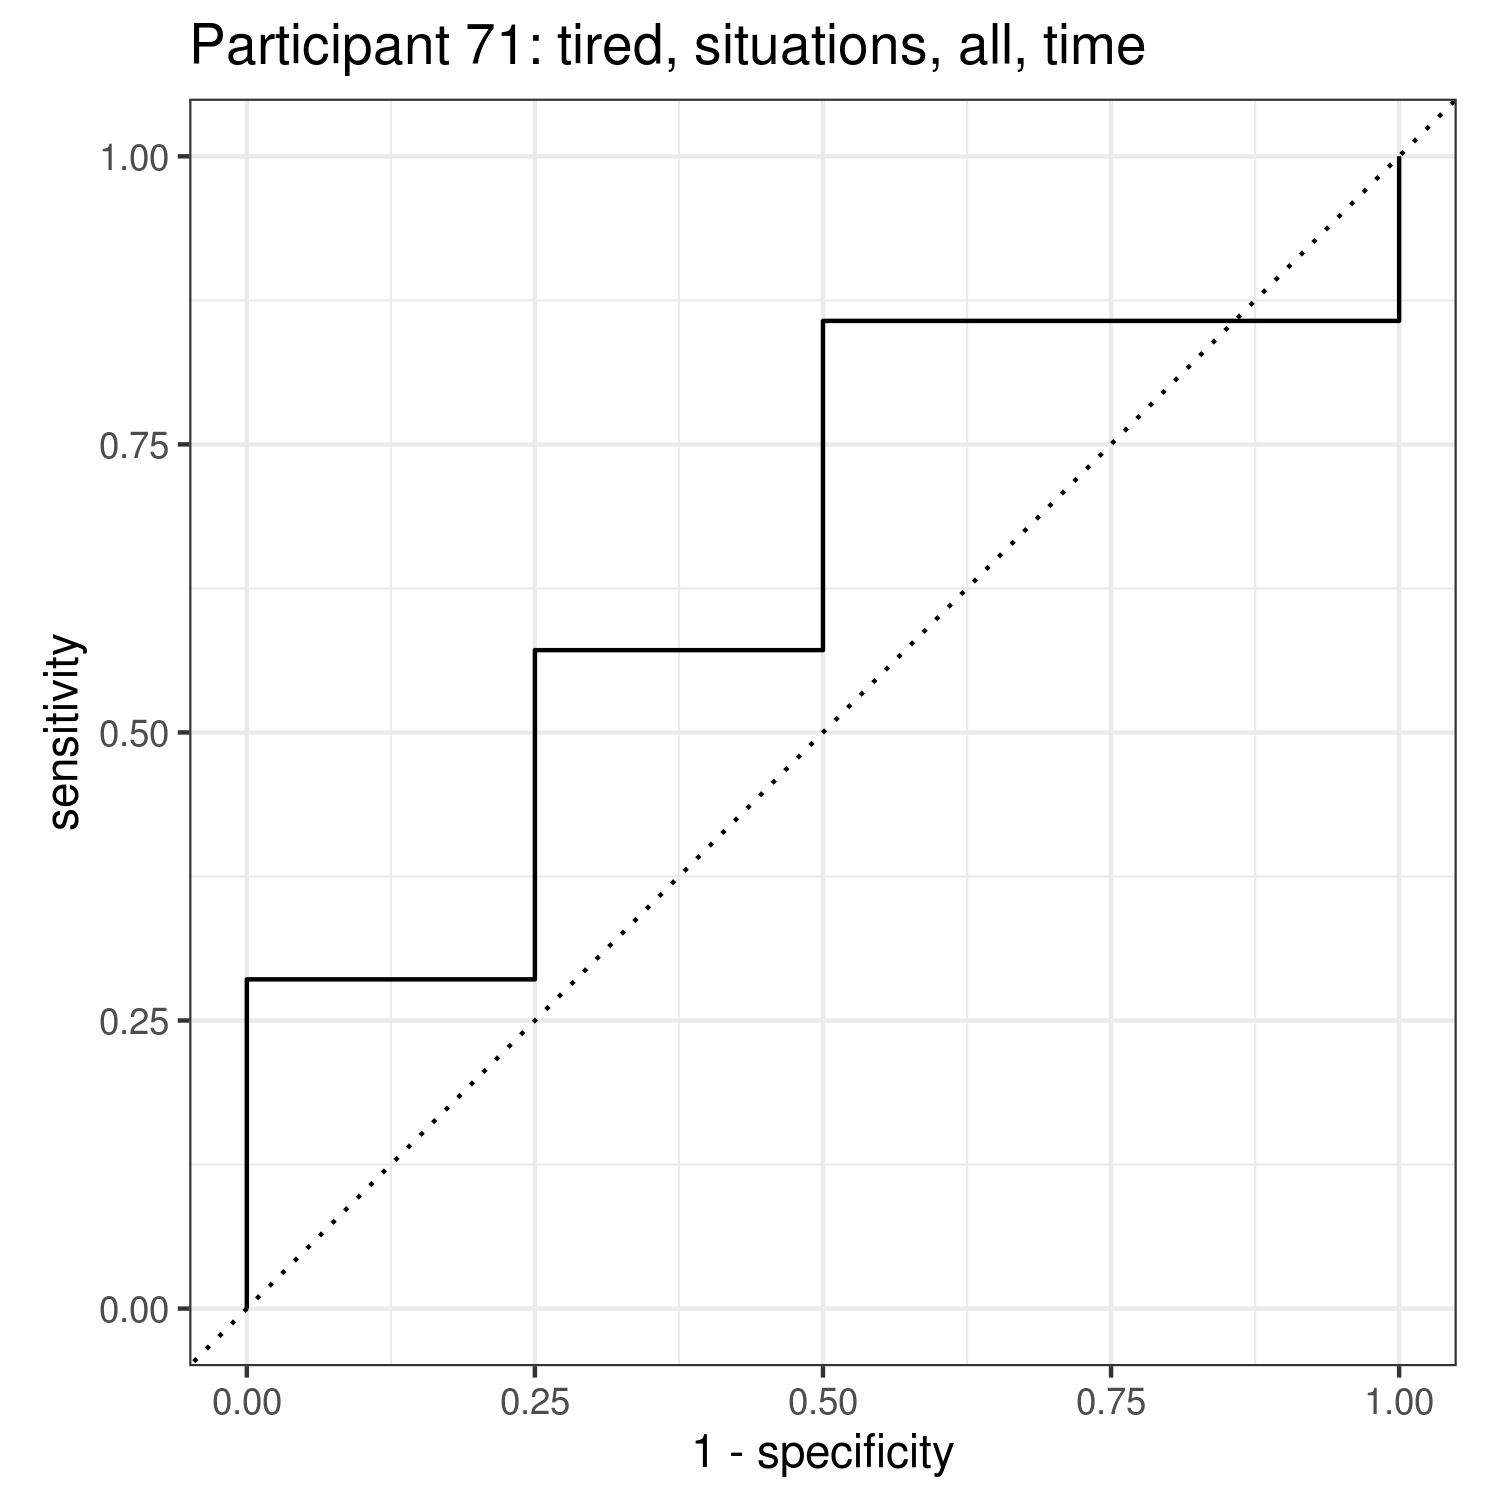 Participant 71: tired, situations, all, time
1.00
0.75
0.50
0.25
0.00
sensitivity
0.00 0.25 0.50 0.75 1.00
1 - specificity